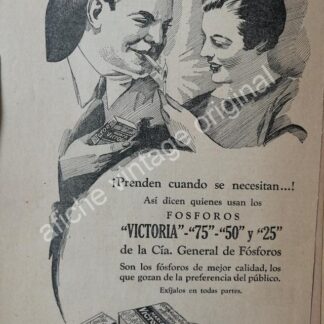 ¡Prenden cuando se necesitan...!
Así dicen quienes usan los
FOSFOROS
"VICTORIA"-"75"-"50" y "25"
de la Cía. General de Fósforos
Son los fósforos de mejor calidad, los
que gozan de la preferencia del público.
Exíjalos en todas partes.
afiche vintage original